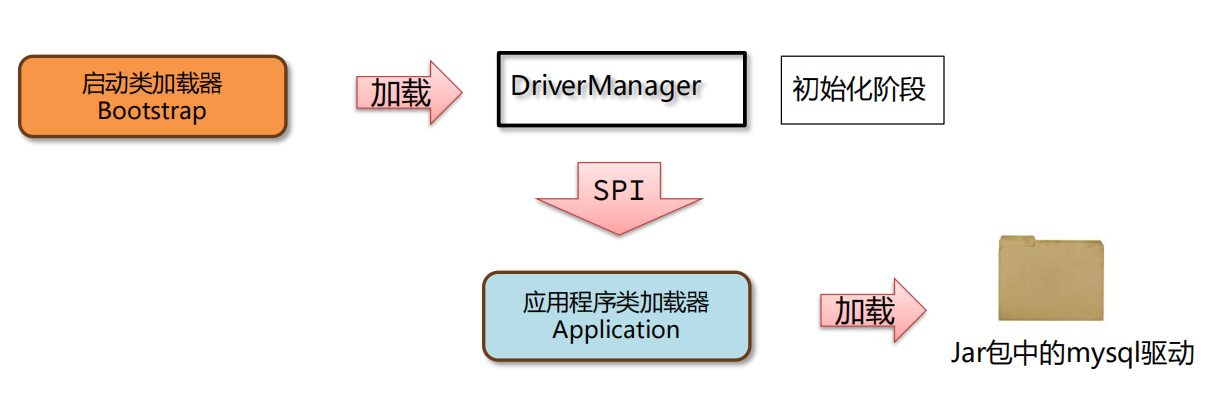 启动类加载器
Bootstrap
加载
DriverManager
初始化阶段
SPI
应用程序类加载器
Application
加载
Jar包中的mysql驱动